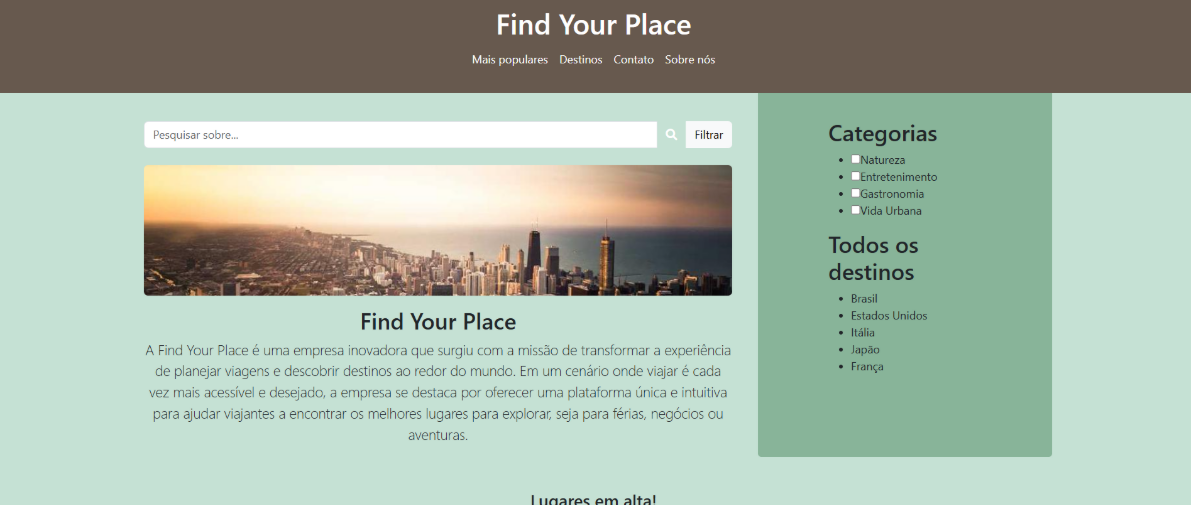 Find Your Place
Mais populares Destinos Contato Sobre nós
Pesquisar sobre... Filtrar
Find Your Place
A Find Your Place é uma empresa inovadora que surgiu com a missão de transformar a experiência
de planejar viagens e descobrir destinos ao redor do mundo. Em um cenário onde viajar é cada
vez mais acessível e desejado, a empresa se destaca por oferecer uma plataforma única e intuitiva
para ajudar viajantes a encontrar os melhores lugares para explorar, seja para férias, negócios ou
aventuras.
Categorias
Natureza
Entretenimento
Gastronomia
Vida Urbana
Todos os
destinos
Brasil
Estados Unidos
Itália
Japão
França
Lugares em alta!